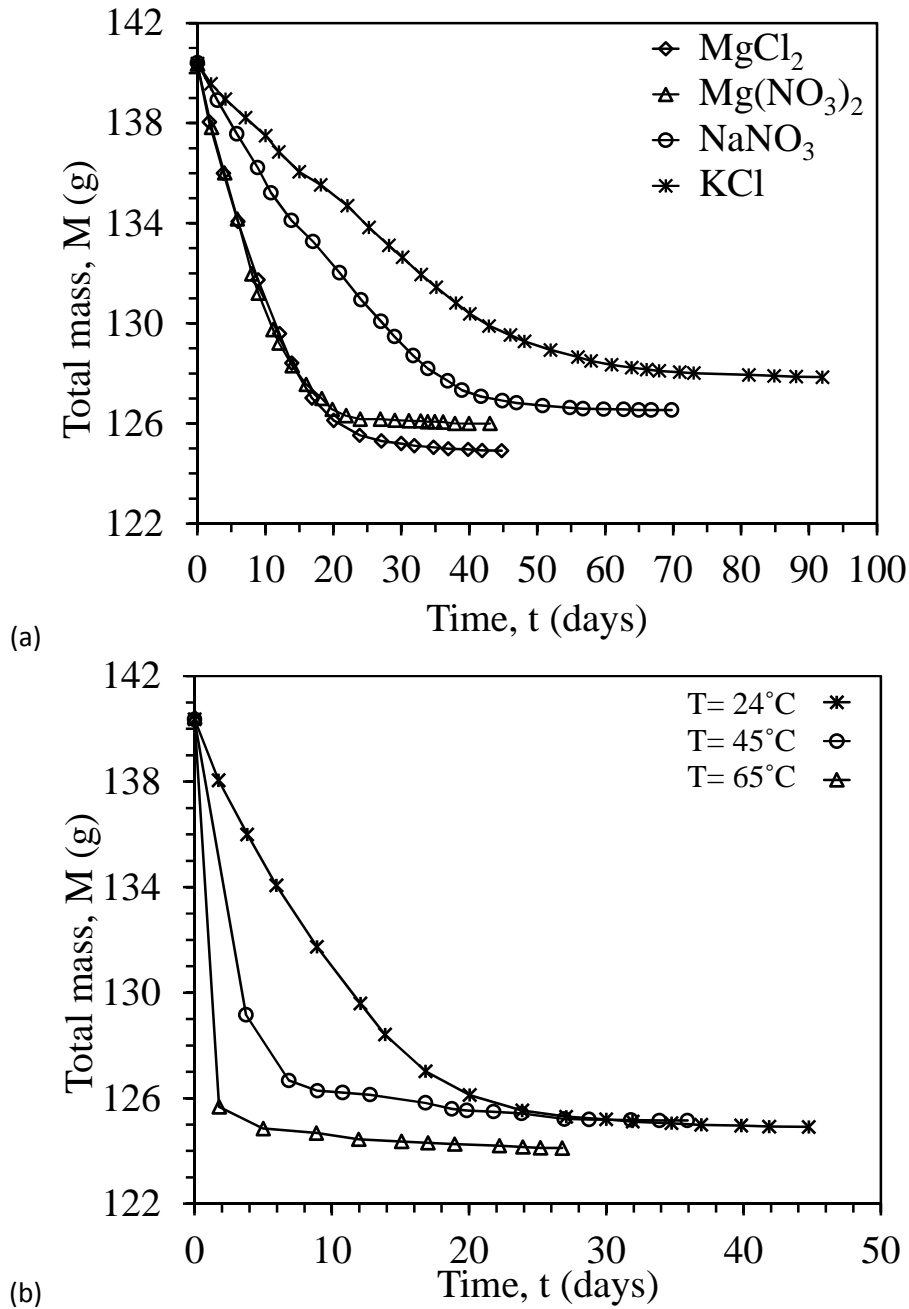 142
138
134
130
126
122
Total mass, M (g)
MgCl₂
Mg(NO₃)₂
NaNO₃
KCl
0 10 20 30 40 50 60 70 80 90 100
Time, t (days)
(a)
142
138
134
130
126
122
Total mass, M (g)
T= 24˚C
T= 45˚C
T= 65˚C
0 10 20 30 40 50
Time, t (days)
(b)